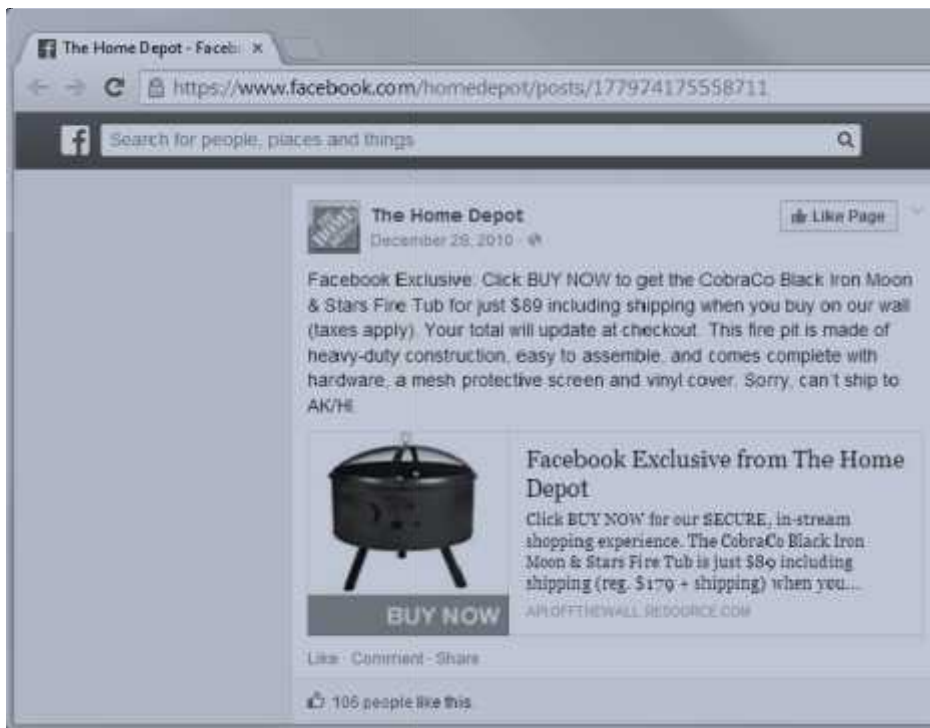 The Home Depot - Faceb
https://www.facebook.com/homedepot/posts/177974175558711
Search for people, places and things
The Home Depot
Like Page
December 28, 2010
Facebook Exclusive: Click BUY NOW to get the CobraCo Black Iron Moon
& Stars Fire Tub for just $89 including shipping when you buy on our wall
(taxes apply). Your total will update at checkout. This fire pit is made of
heavy-duty construction, easy to assemble, and comes complete with
hardware, a mesh protective screen and vinyl cover. Sorry, can't ship to
AK/HI.
Facebook Exclusive from The Home
Depot
Click BUY NOW for our SECURE, in-stream
shopping experience. The CobraCo Black Iron
Moon & Stars Fire Tub is just $89 including
shipping (reg. $179 + shipping) when you...
BUY NOW
Like · Comment · Share
106 people like this.